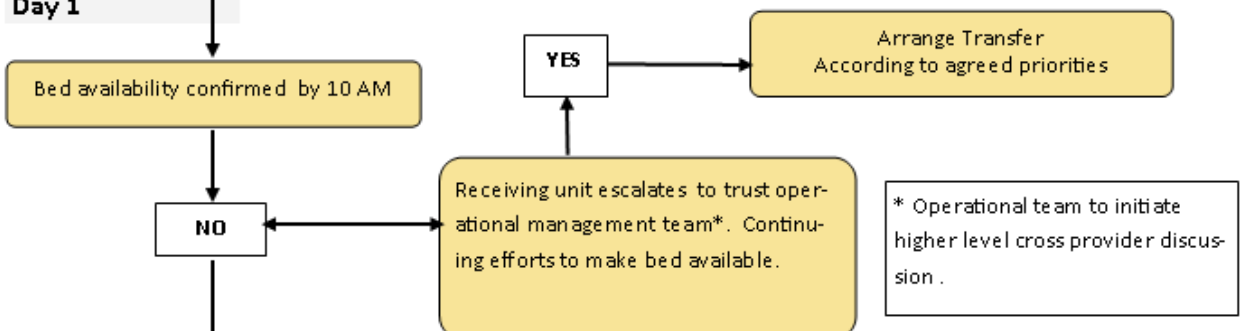 Day 1
Bed availability confirmed by 10 AM
YES
Arrange Transfer
According to agreed priorities
NO
Receiving unit escalates to trust oper-
ational management team*. Continu-
ing efforts to make bed available.
* Operational team to initiate
higher level cross provider discus-
sion .